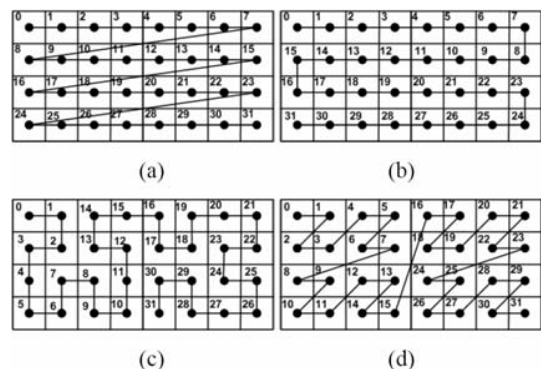 0 1 2 3 4 5 6 7
8 9 10 11 12 13 14 15
16 17 18 19 20 21 22 23
24 25 26 27 28 29 30 31
(a)
0 1 2 3 4 5 6 7
15 14 13 12 11 10 9 8
16 17 18 19 20 21 22 23
31 30 29 28 27 26 25 24
(b)
0 1 14 15 16 19 20 21
3 2 13 12 17 18 23 22
4 7 8 11 30 29 24 25
5 6 9 10 31 28 27 26
(c)
0 1 4 5 16 17 20 21
2 3 6 7 18 19 22 23
8 9 12 13 24 25 28 29
10 11 14 15 26 27 30 31
(d)